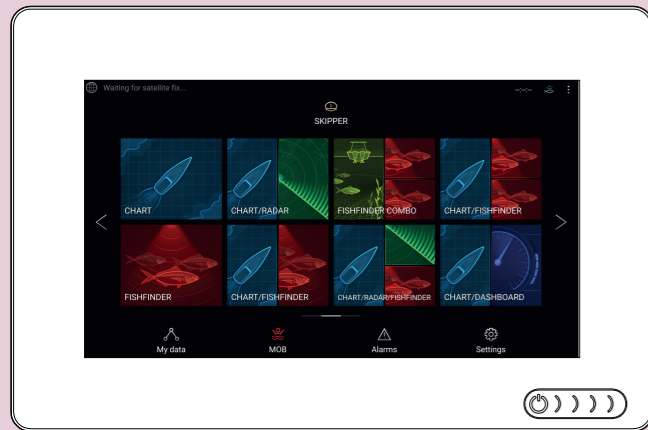 Waiting for satellite fix...
--:--:--
SKIPPER
CHART
CHART/RADAR
FISHFINDER COMBO
CHART/FISHFINDER
FISHFINDER
CHART/FISHFINDER
CHART/RADAR/FISHFINDER
CHART/DASHBOARD
My data
MOB
Alarms
Settings